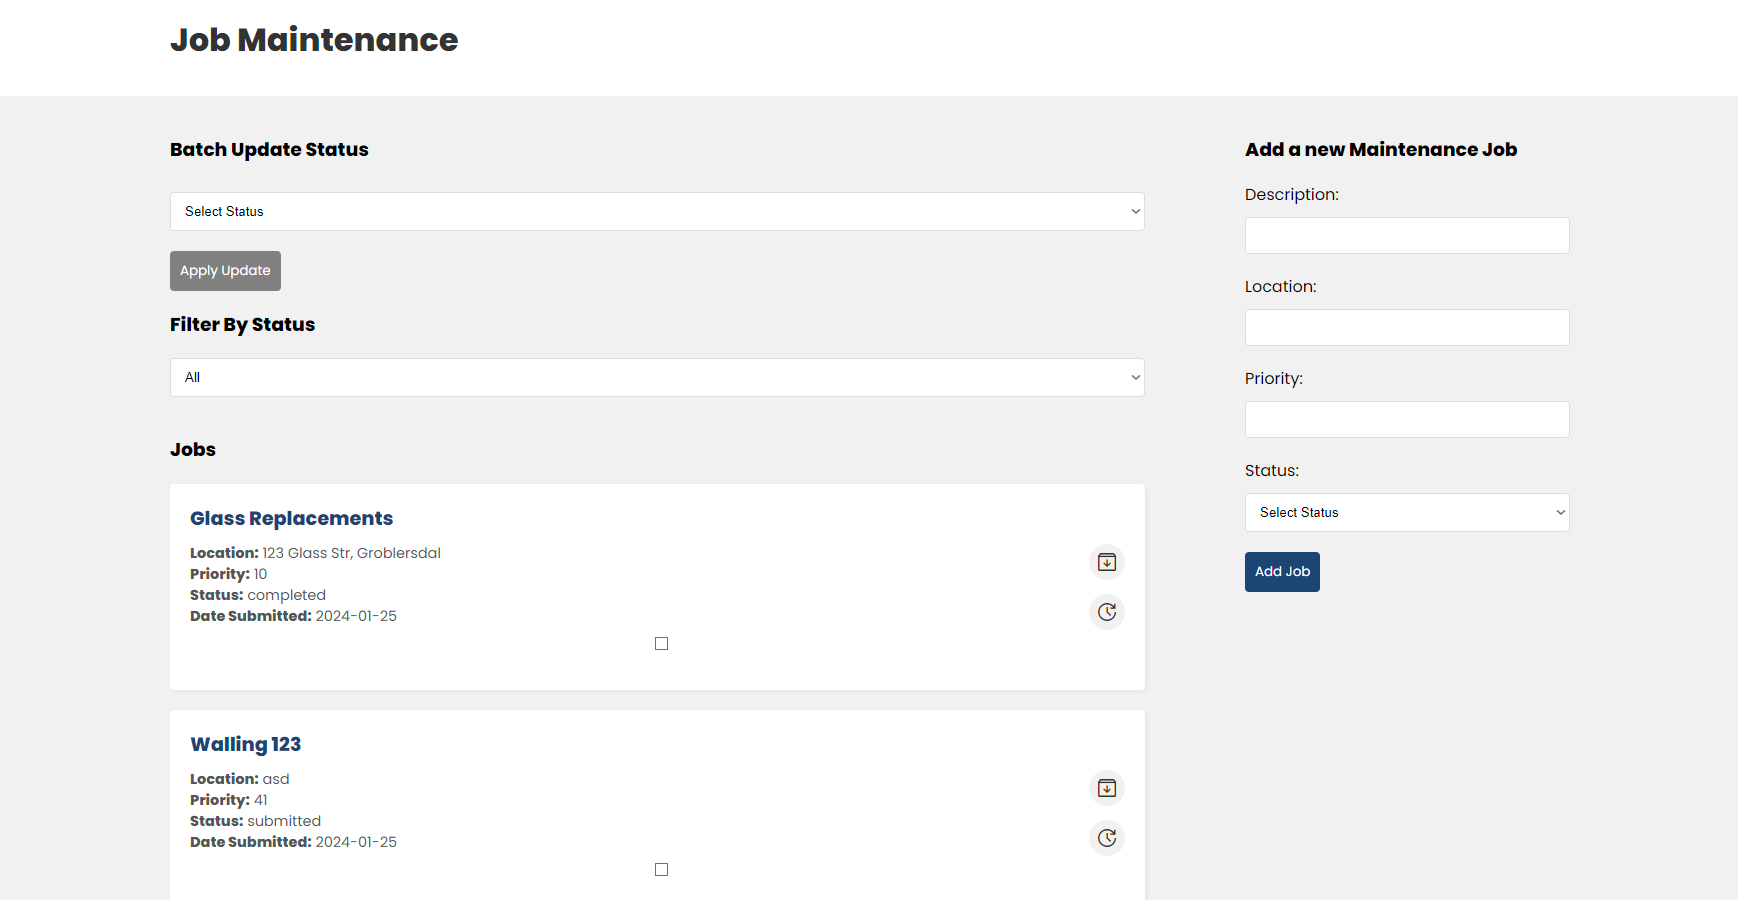 Job Maintenance
Batch Update Status
Select Status
Apply Update
Filter By Status
All
Jobs
Glass Replacements
Location: 123 Glass Str, Groblersdal
Priority: 10
Status: completed
Date Submitted: 2024-01-25
Walling 123
Location: asd
Priority: 41
Status: submitted
Date Submitted: 2024-01-25
Add a new Maintenance Job
Description:
Location:
Priority:
Status:
Select Status
Add Job